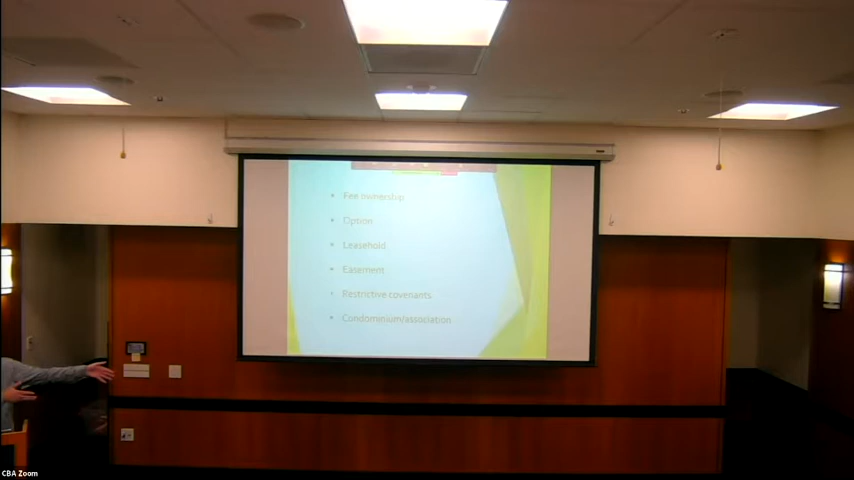 Fee ownership
Option
Leasehold
Easement
Restrictive covenants
Condominium/association
CBA Zoom